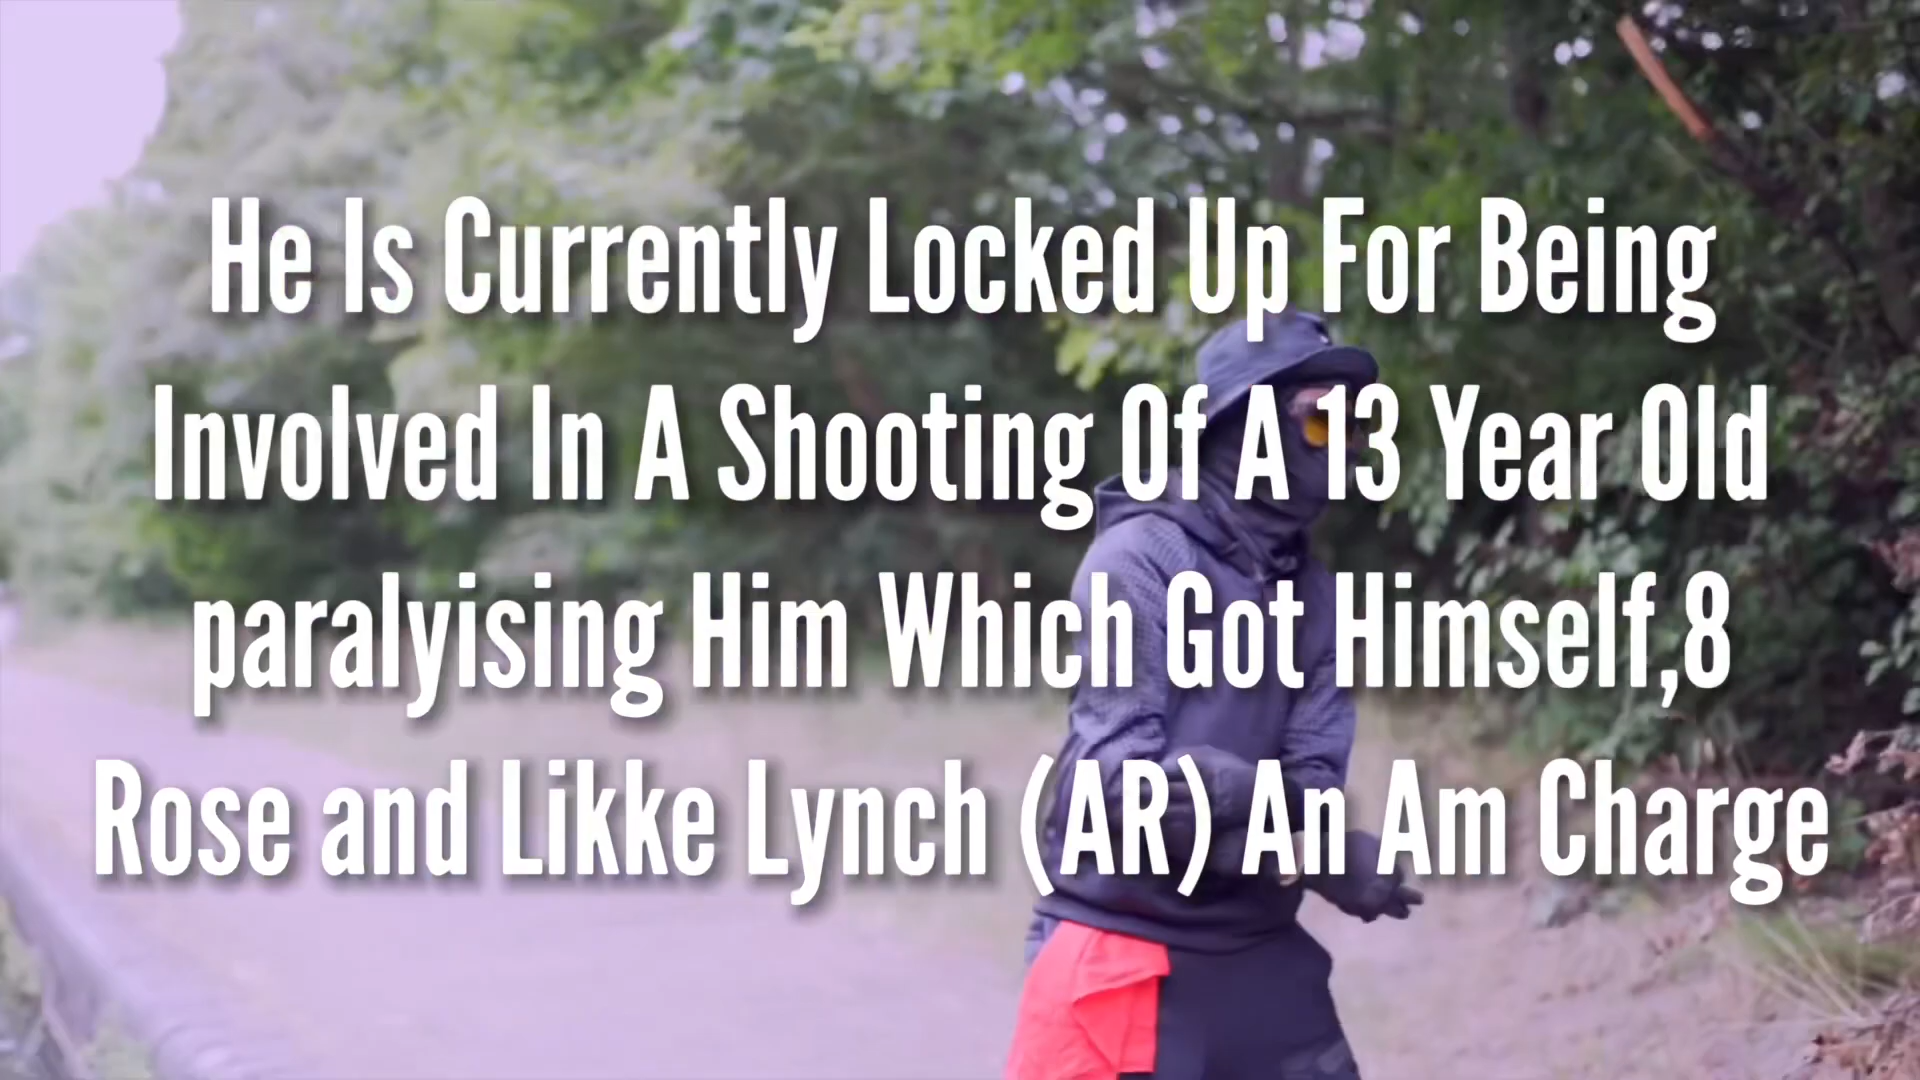 He Is Currently Locked Up For Being
Involved In A Shooting Of A 13 Year Old
paralyising Him Which Got Himself,8
Rose and Likke Lynch (AR) An Am Charge